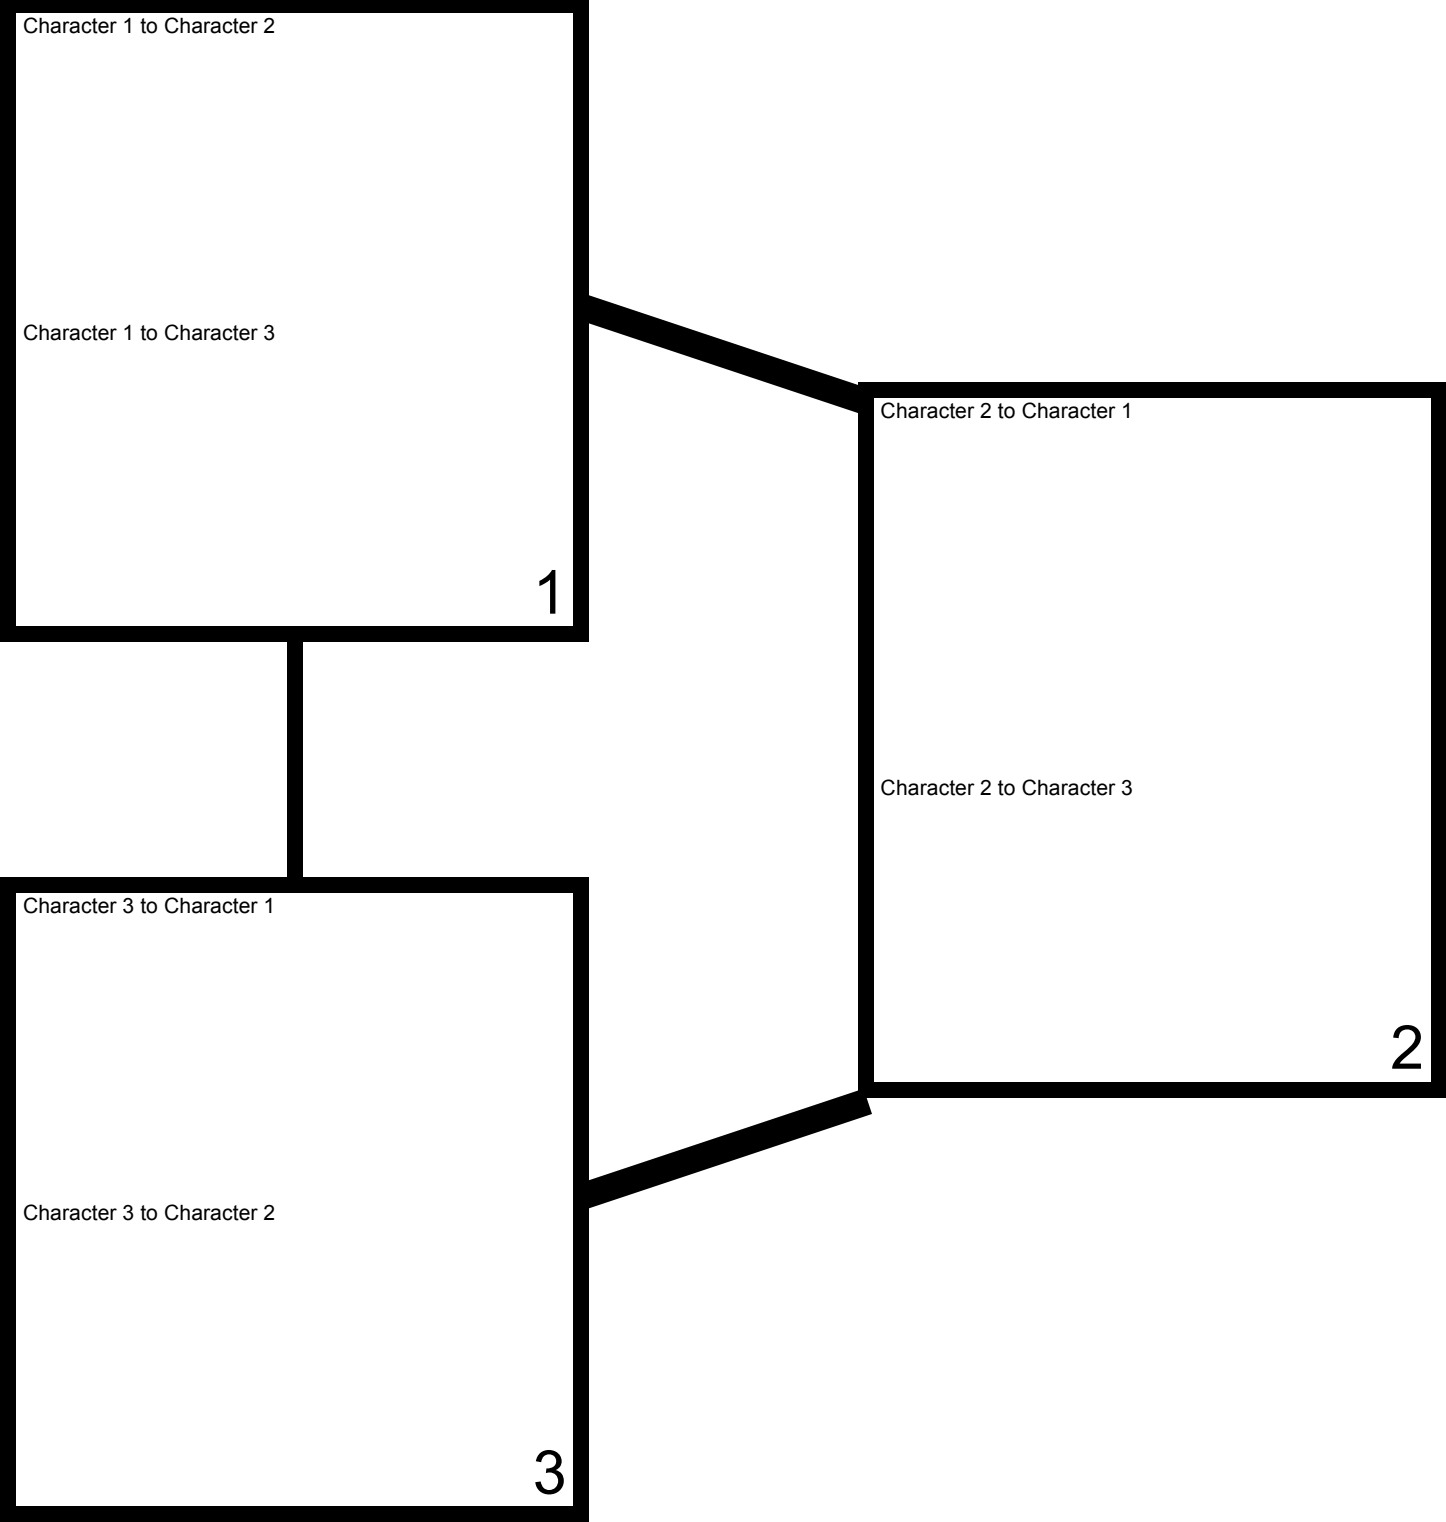 Character 1 to Character 2
Character 1 to Character 3
1
Character 2 to Character 1
Character 2 to Character 3
2
Character 3 to Character 1
Character 3 to Character 2
3